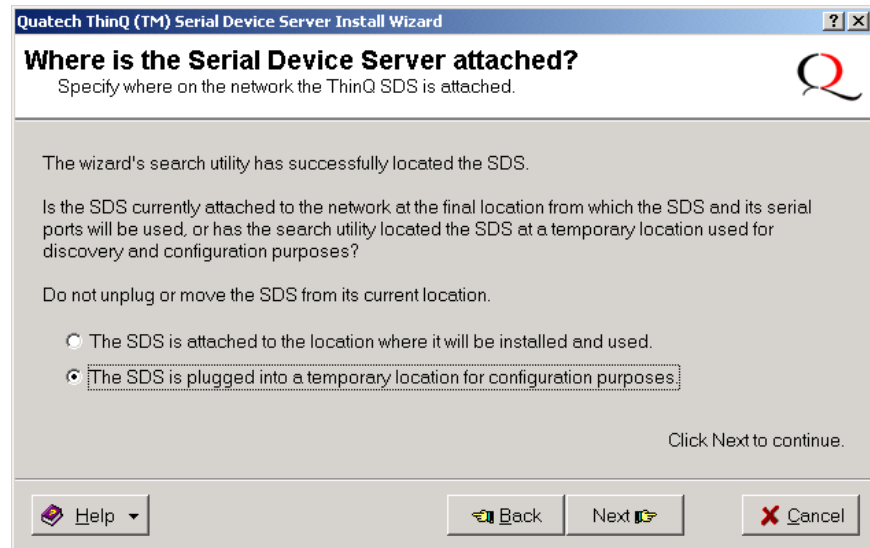 Quatech ThinQ (TM) Serial Device Server Install Wizard
Where is the Serial Device Server attached?
Specify where on the network the ThinQ SDS is attached.
The wizard's search utility has successfully located the SDS.
Is the SDS currently attached to the network at the final location from which the SDS and its serial
ports will be used, or has the search utility located the SDS at a temporary location used for
discovery and configuration purposes?
Do not unplug or move the SDS from its current location.
The SDS is attached to the location where it will be installed and used.
The SDS is plugged into a temporary location for configuration purposes.
Click Next to continue.
Help Back Next Cancel